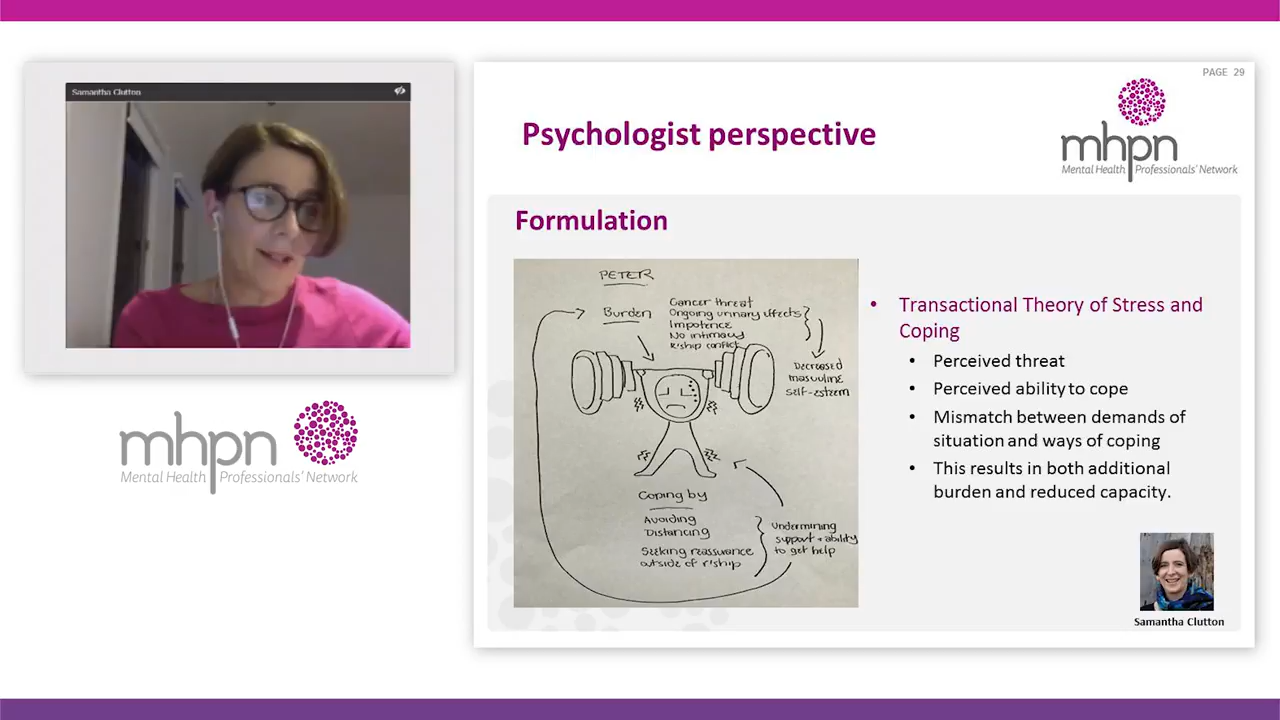 Samantha Clutton
mhpn
Mental Health Professionals' Network
PAGE 29
Psychologist perspective
mhpn
Mental Health Professionals' Network
Formulation
PETER
Burden
Cancer threat
Ongoing urinary effects
Impotence
No intimacy
R'ship conflict
Decreased
masculine
self-esteem
Coping by
Avoiding
Distancing
Seeking reassurance
outside of r'ship
Undermining
support + ability
to get help
• Transactional Theory of Stress and
Coping
• Perceived threat
• Perceived ability to cope
• Mismatch between demands of
situation and ways of coping
• This results in both additional
burden and reduced capacity.
Samantha Clutton